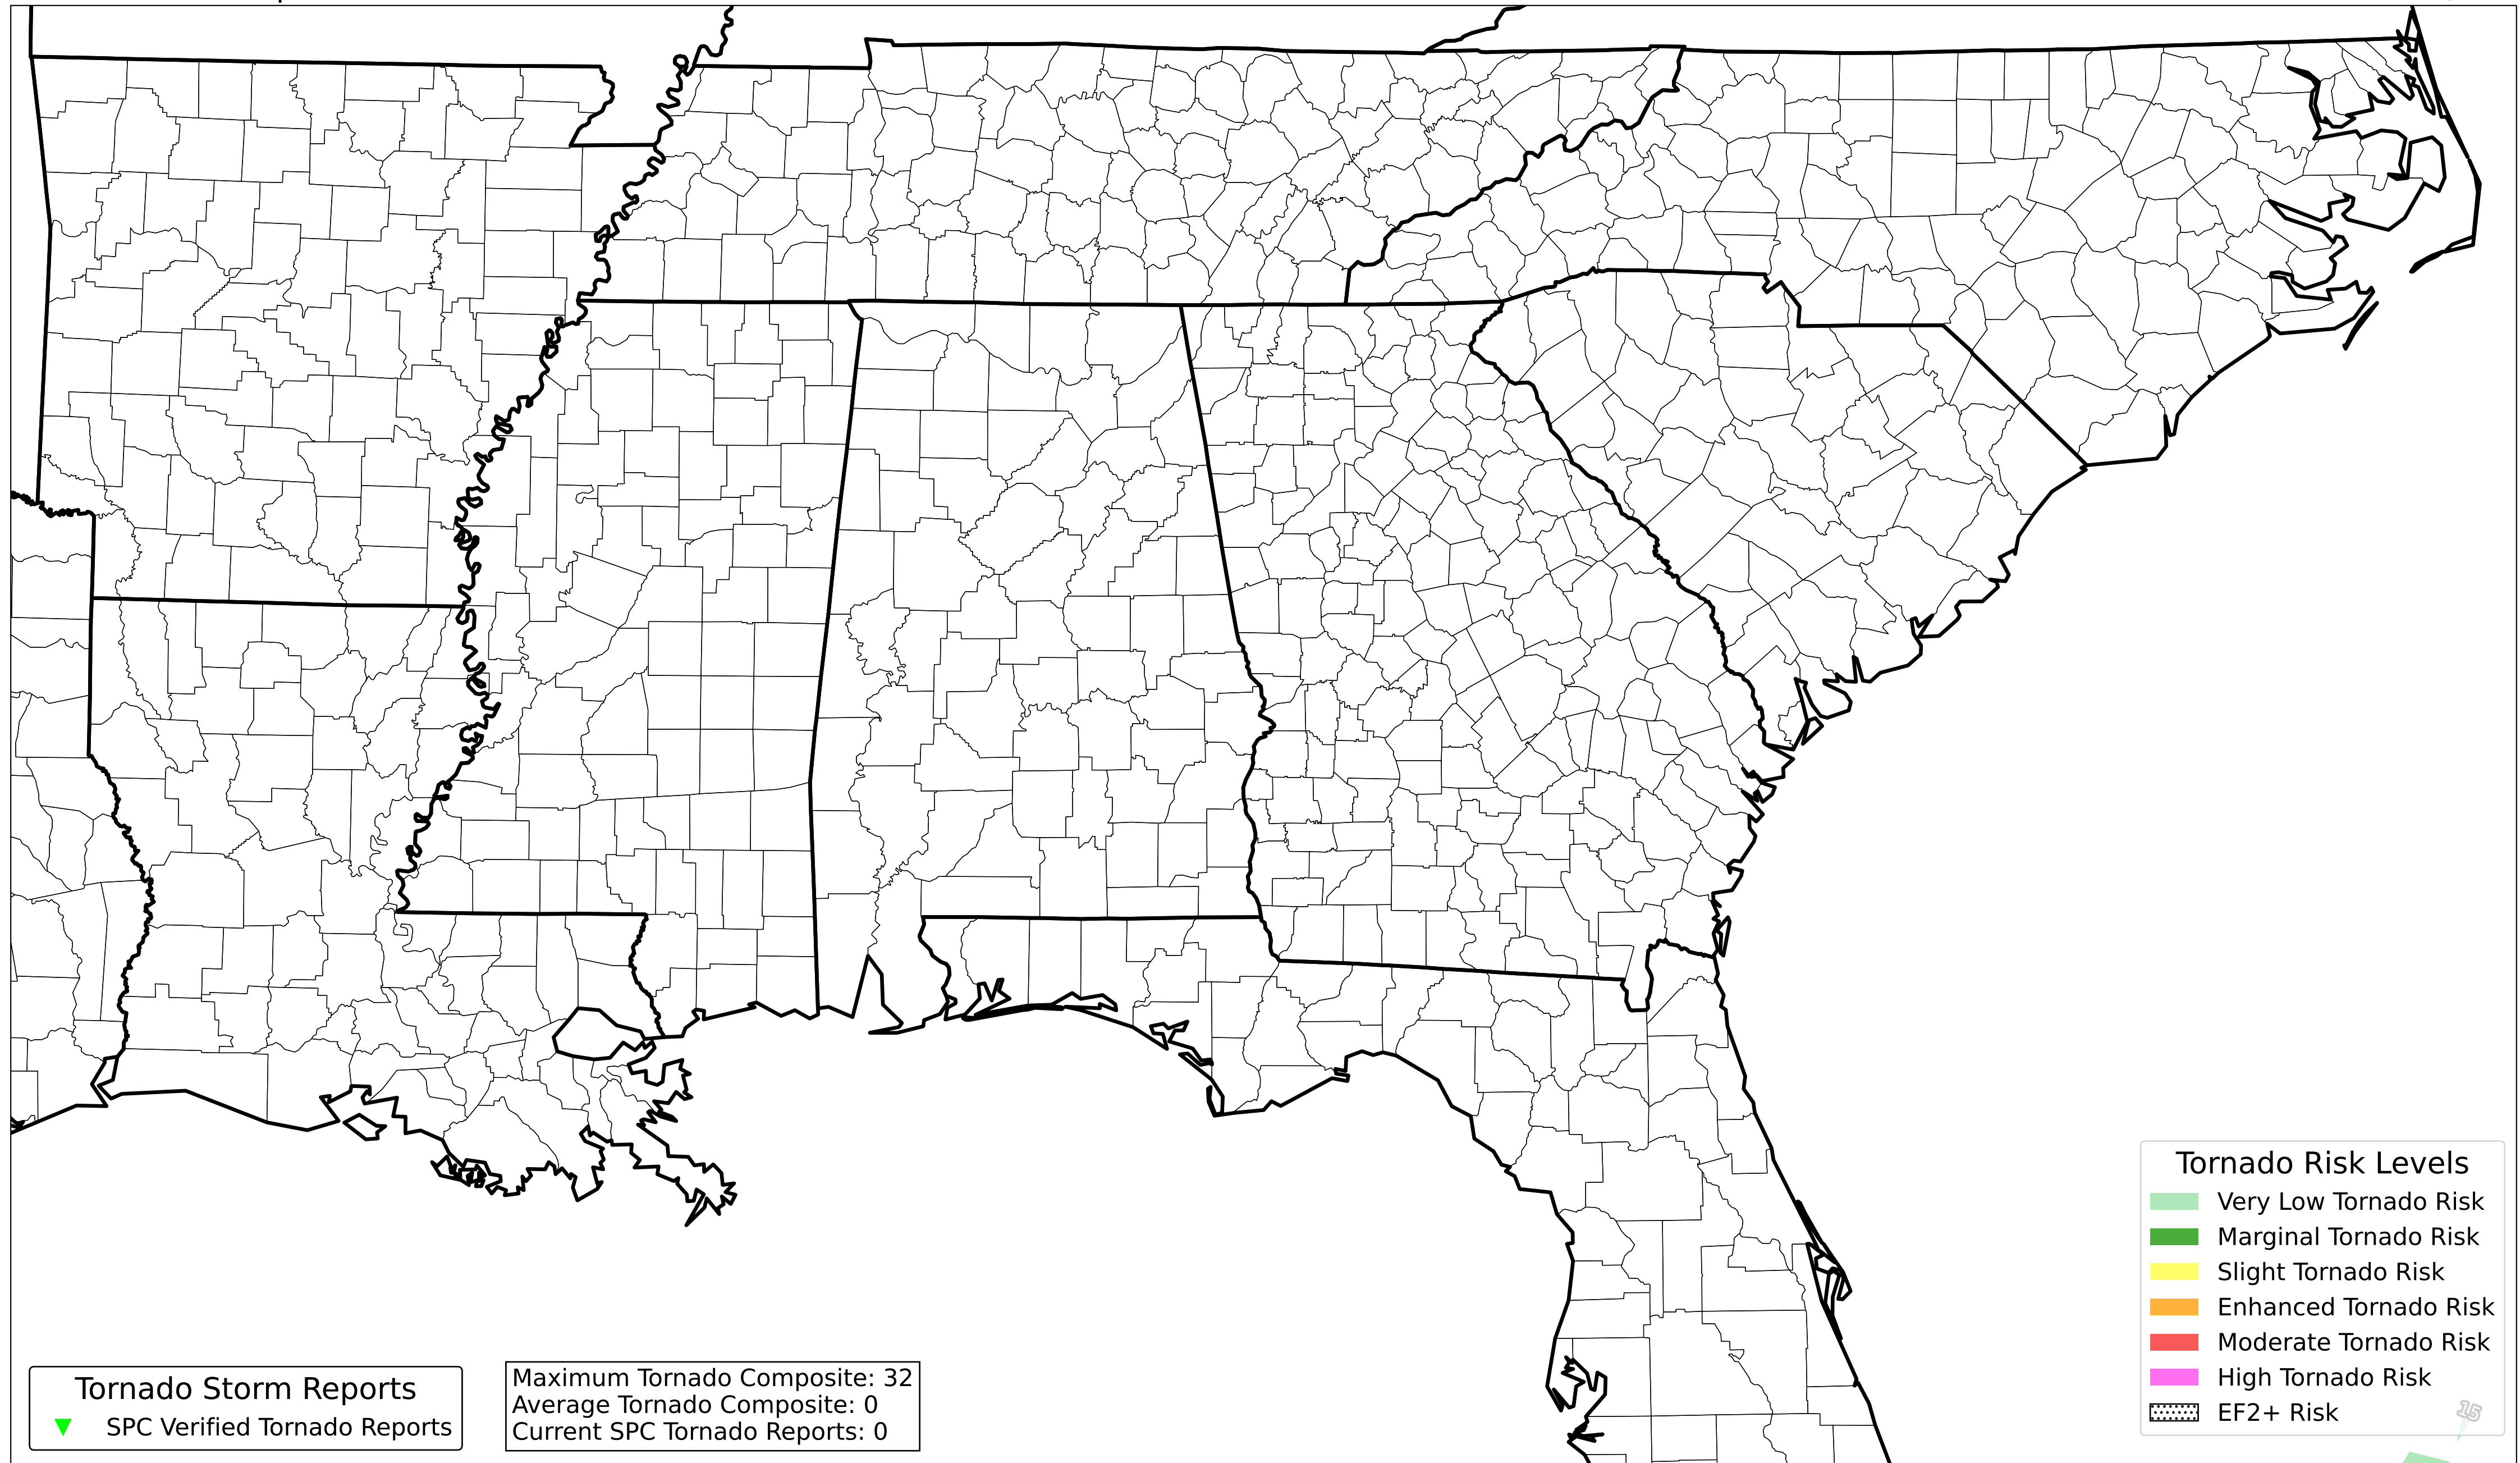 Tornado Risk Levels
Very Low Tornado Risk
Marginal Tornado Risk
Slight Tornado Risk
Enhanced Tornado Risk
Moderate Tornado Risk
High Tornado Risk
EF2+ Risk
15
Tornado Storm Reports
SPC Verified Tornado Reports
Maximum Tornado Composite: 32
Average Tornado Composite: 0
Current SPC Tornado Reports: 0